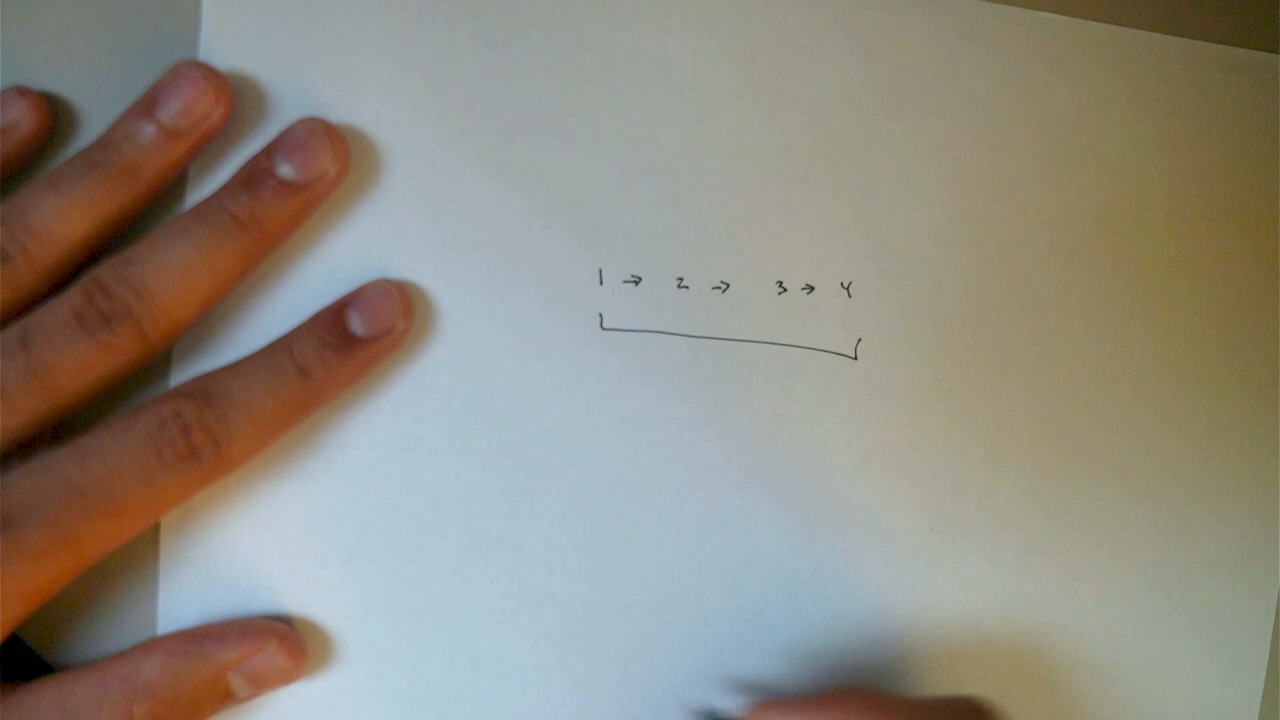 1 → 2 → 3 → 4